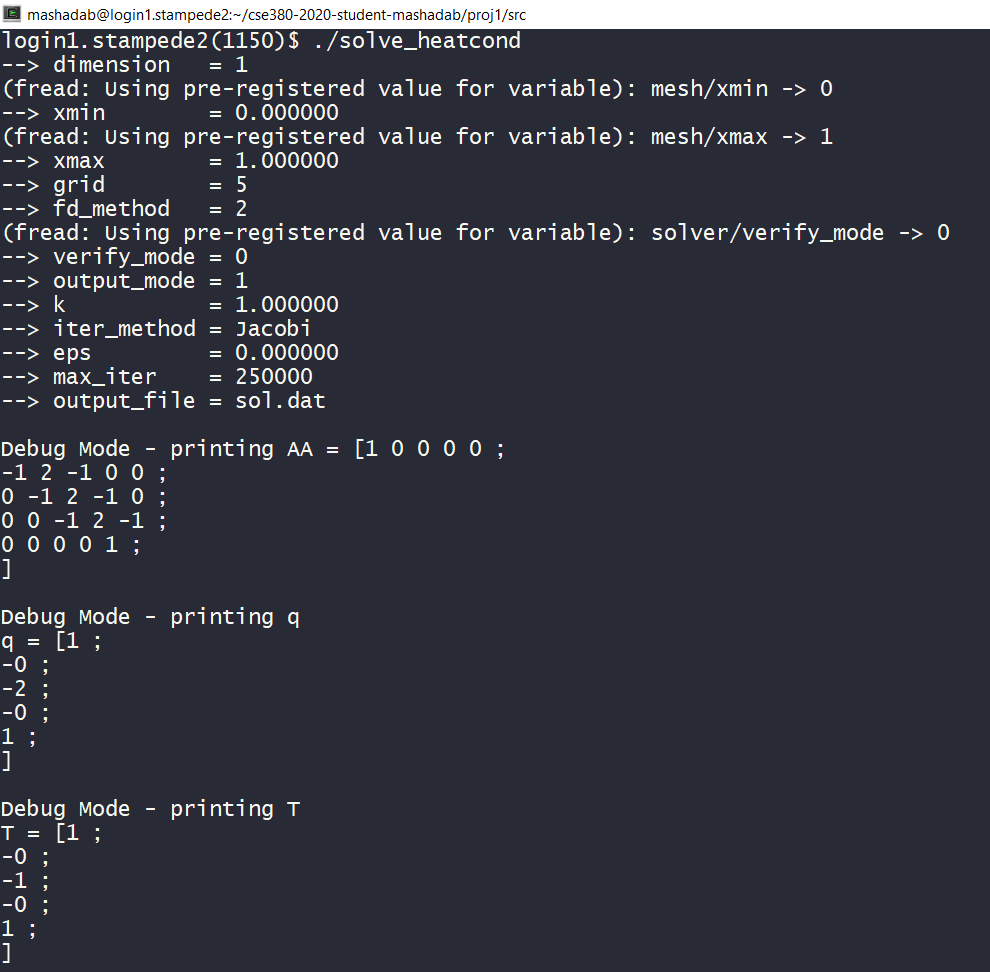 mashadab@login1.stampede2:~/cse380-2020-student-mashadab/proj1/src
login1.stampede2(1150)$ ./solve_heatcond
--> dimension   = 1
(fread: Using pre-registered value for variable): mesh/xmin -> 0
--> xmin        = 0.000000
(fread: Using pre-registered value for variable): mesh/xmax -> 1
--> xmax        = 1.000000
--> grid        = 5
--> fd_method   = 2
(fread: Using pre-registered value for variable): solver/verify_mode -> 0
--> verify_mode = 0
--> output_mode = 1
--> k           = 1.000000
--> iter_method = Jacobi
--> eps         = 0.000000
--> max_iter    = 250000
--> output_file = sol.dat
Debug Mode - printing AA = [1 0 0 0 0 ;
-1 2 -1 0 0 ;
0 -1 2 -1 0 ;
0 0 -1 2 -1 ;
0 0 0 0 1 ;
]
Debug Mode - printing q
q = [1 ;
-0 ;
-2 ;
-0 ;
1 ;
]
Debug Mode - printing T
T = [1 ;
-0 ;
-1 ;
-0 ;
1 ;
]